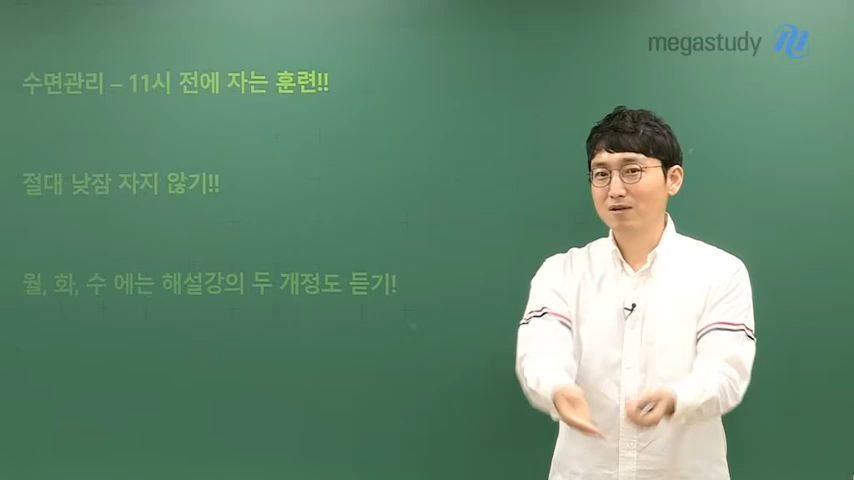 megastudy
수면관리 – 11시 전에 자는 훈련!!
절대 낮잠 자지 않기!!
월, 화, 수 에는 해설강의 두 개정도 듣기!